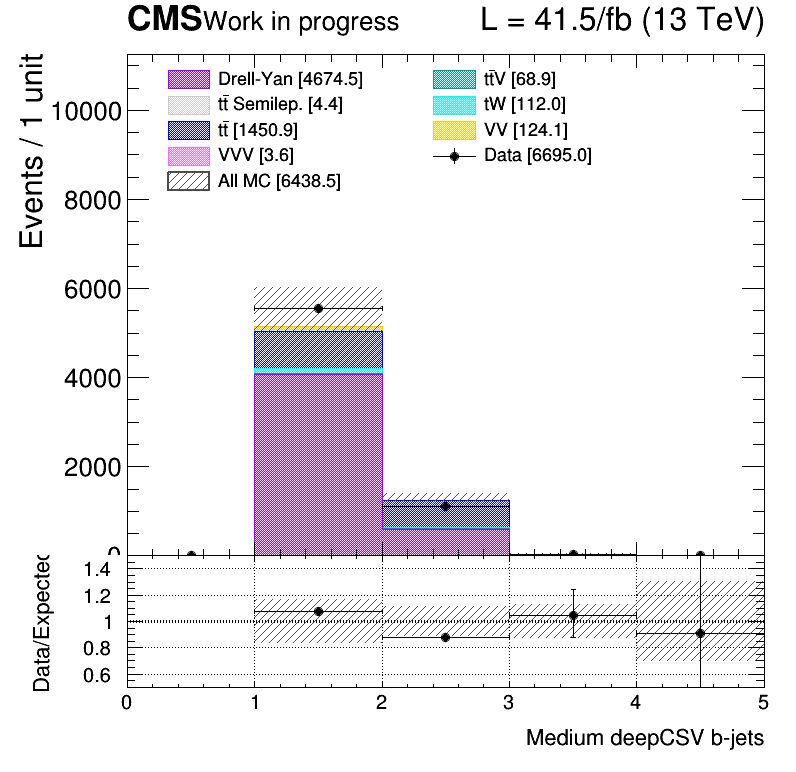 CMS Work in progress L = 41.5/fb (13 TeV)
Events / 1 unit
Drell-Yan [4674.5]
tt̄ Semilep. [4.4]
tt̄ [1450.9]
VVV [3.6]
All MC [6438.5]
tt̄V [68.9]
tW [112.0]
VV [124.1]
Data [6695.0]
10000
8000
6000
4000
2000
0
Data/Expected
1.4
1.2
1
0.8
0.6
0 1 2 3 4 5
Medium deepCSV b-jets